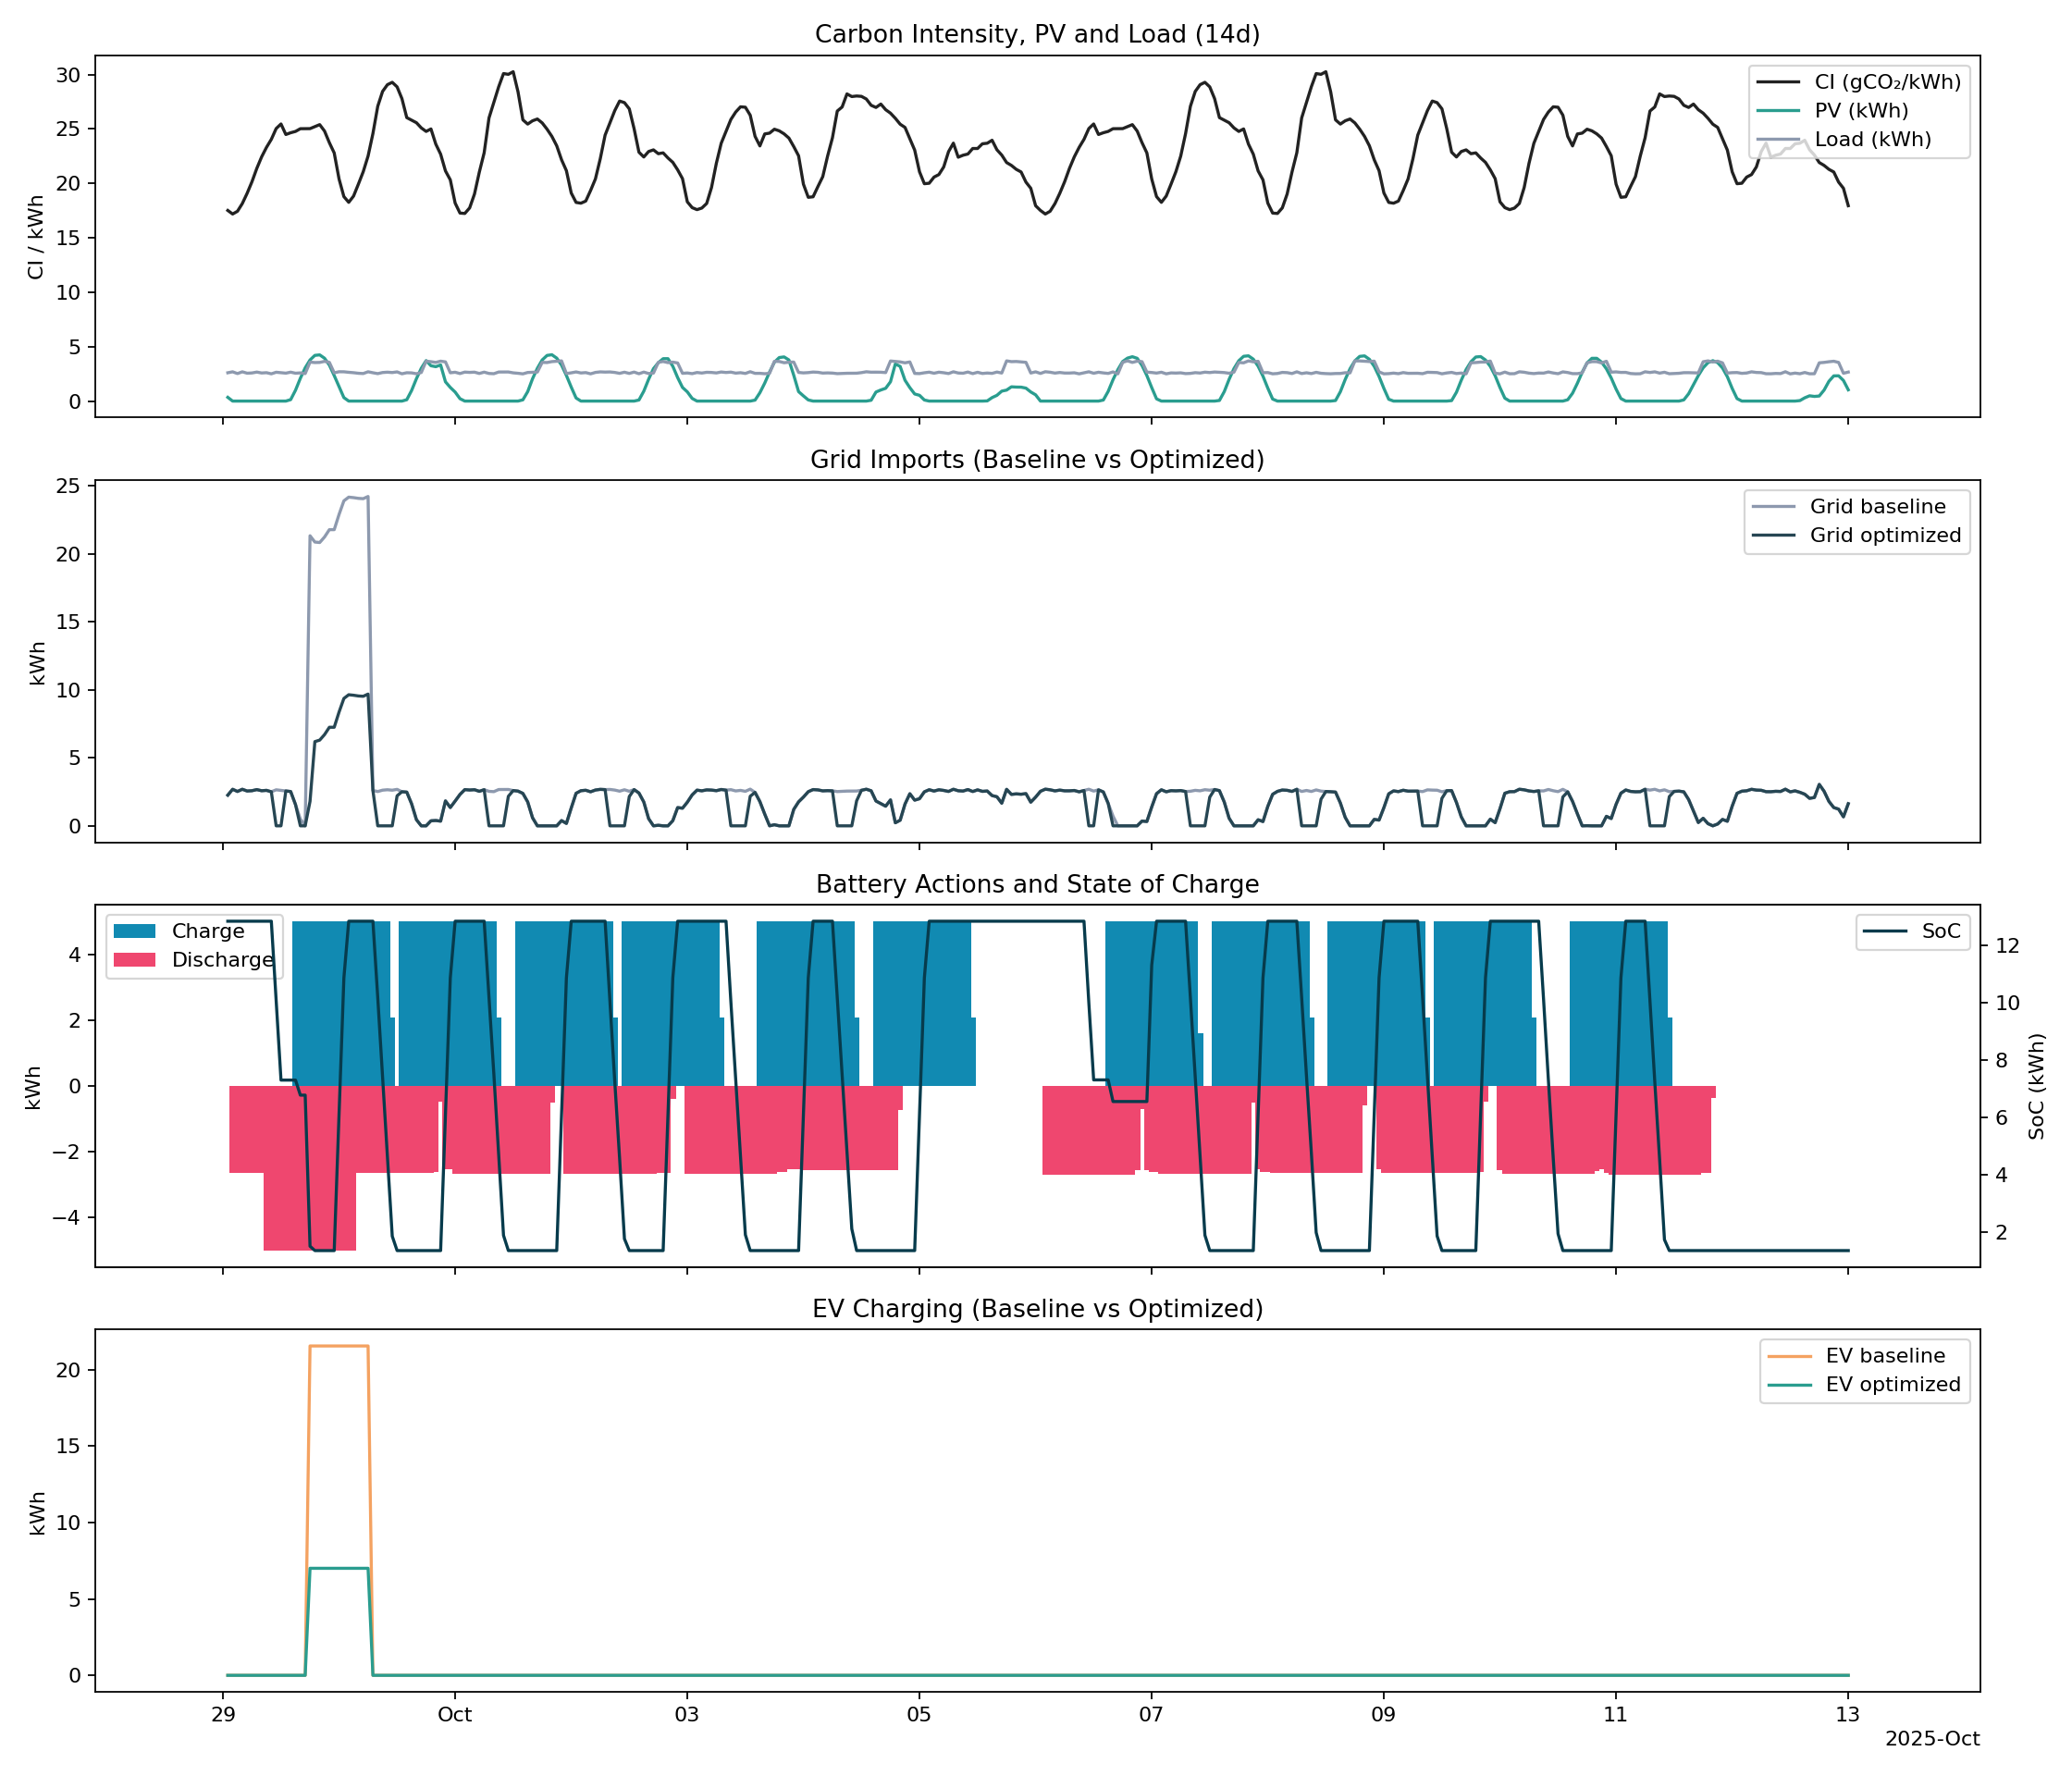 Carbon Intensity, PV and Load (14d)
CI / kWh
30
25
20
15
10
5
0
CI (gCO₂/kWh)
PV (kWh)
Load (kWh)
Grid Imports (Baseline vs Optimized)
kWh
25
20
15
10
5
0
Grid baseline
Grid optimized
Battery Actions and State of Charge
kWh
4
2
0
−2
−4
Charge
Discharge
SoC
12
10
8
6
4
2
SoC (kWh)
EV Charging (Baseline vs Optimized)
kWh
20
15
10
5
0
EV baseline
EV optimized
29 Oct 03 05 07 09 11 13
2025-Oct